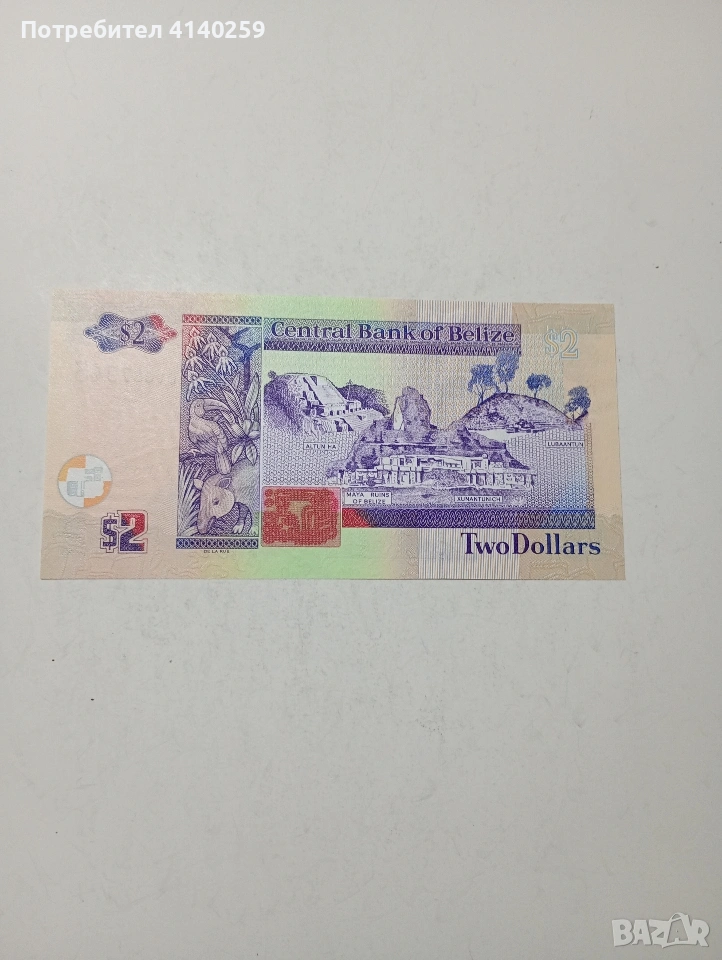 Потребител 4140259
$2
Central Bank of Belize
$2
ALTUN HA
LUBAANTUN
MAYA RUINS
OF BELIZE
XUNANTUNICH
$2
DE LA RUE
Two Dollars
BAZAR